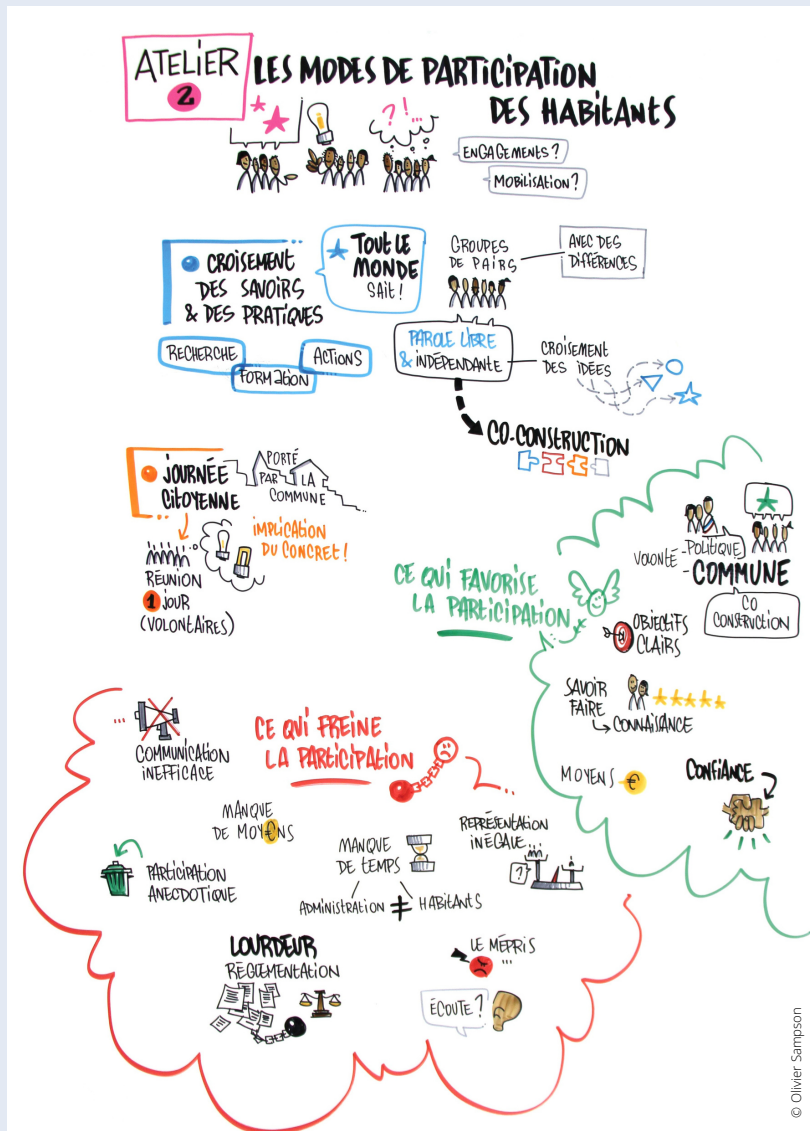 ATELIER
2
LES MODES DE PARTICIPATION
DES HABITANTS
?!...
ENGAGEMENTS?
MOBILISATION?
CROISEMENT
DES SAVOIRS
& DES PRATIQUES
TOUT LE
MONDE
SAIT!
GROUPES
DE PAIRS
AVEC DES
DIFFÉRENCES
RECHERCHE
FORMATION
ACTIONS
PAROLE LIBRE
& INDÉPENDANTE
CROISEMENT
DES IDÉES
CO-CONSTRUCTION
JOURNÉE
CITOYENNE
PORTÉ
PAR LA
COMMUNE
IMPLICATION
DU CONCRET!
RÉUNION
1 JOUR
(VOLONTAIRES)
CE QUI FAVORISE
LA PARTICIPATION
VOLONTÉ - POLITIQUE
- COMMUNE
CO
CONSTRUCTION
OBJECTIFS
CLAIRS
SAVOIR
FAIRE
CONNAISANCE
MOYENS €
CONFIANCE
CE QUI FREINE
LA PARTICIPATION
...
COMMUNICATION
INEFFICACE
MANQUE
DE MOY€NS
PARTICIPATION
ANECDOTIQUE
MANQUE
DE TEMPS
ADMINISTRATION ≠ HABITANTS
REPRÉSENTATION
INÉGALE...
?
LOURDEUR
RÉGLEMENTATION
LE MÉPRIS
...
ÉCOUTE?
© Olivier Sampson